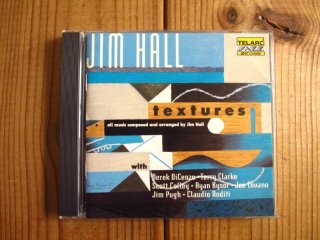 JIM HALL
TELARC
JAZZ
textures
all music composed and arranged by Jim Hall
with
Derek DiCenzo • Terry Clarke
Scott Colley • Ryan Kysor • Joe Lovano
Jim Pugh • Claudio Roditi